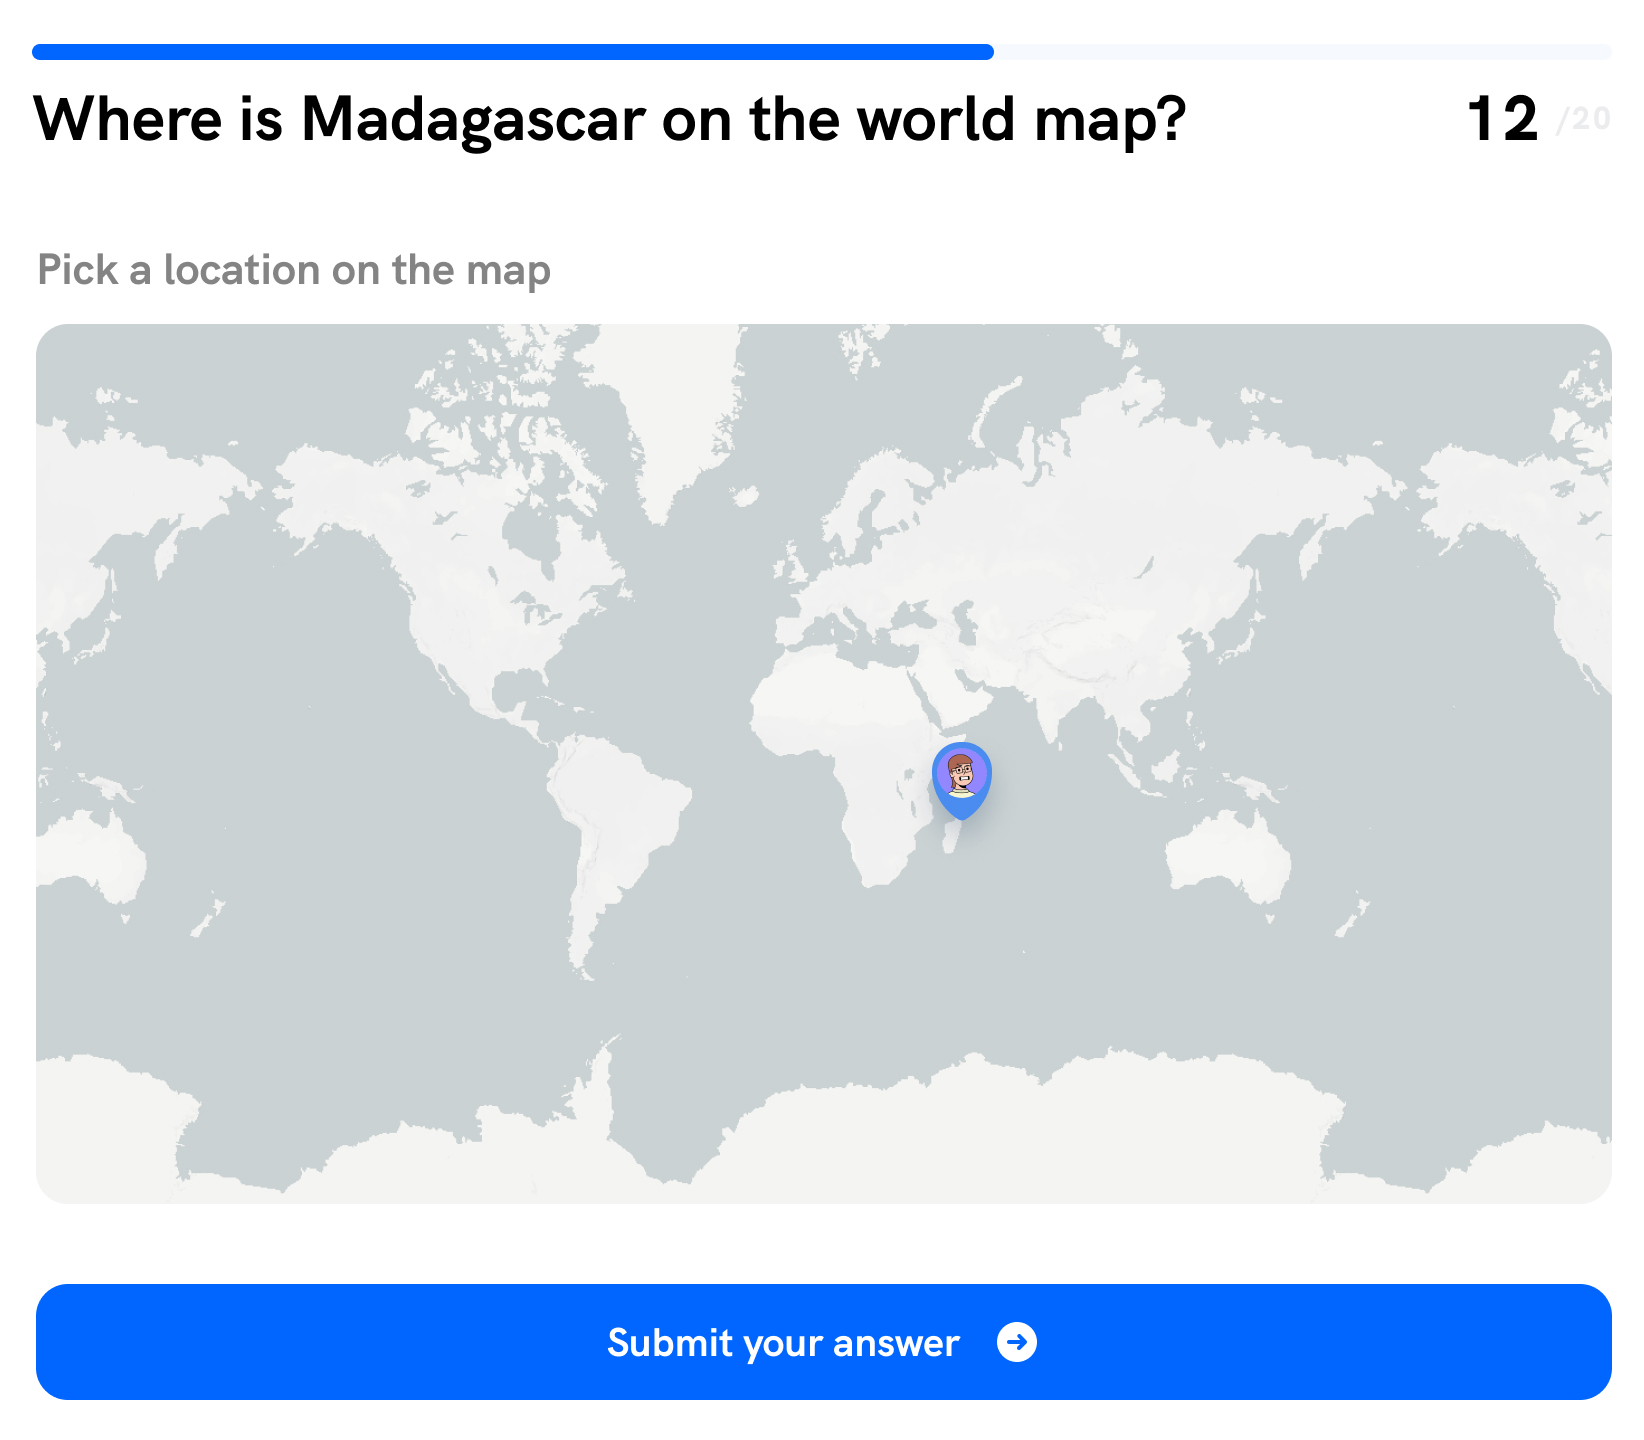 Where is Madagascar on the world map?
12 /20
Pick a location on the map
Submit your answer